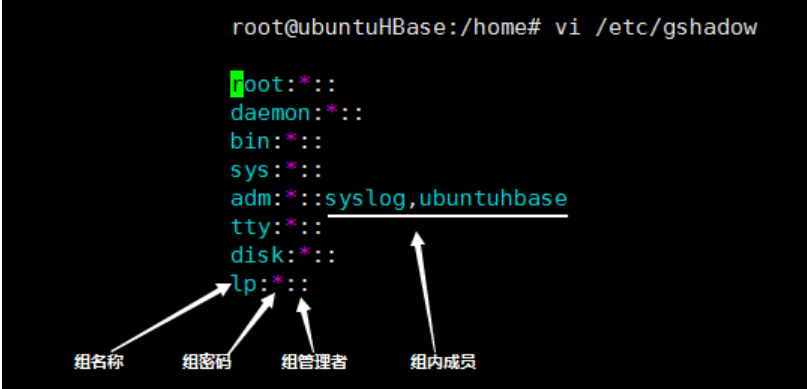 root@ubuntuHBase:/home# vi /etc/gshadow
root:*::
daemon:*::
bin:*::
sys:*::
adm:*::syslog,ubuntuhbase
tty:*::
disk:*::
lp:*::
组名称 组密码 组管理者 组内成员